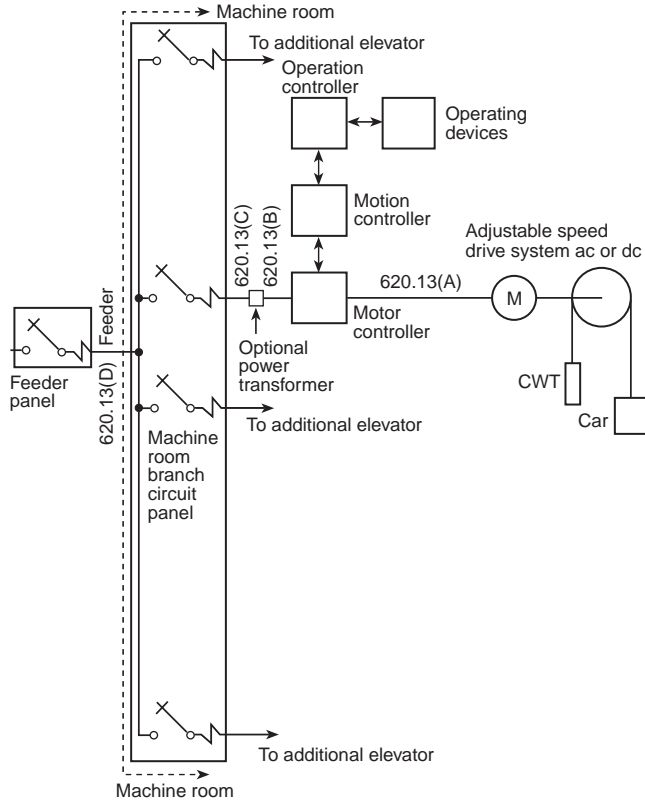 Machine room
To additional elevator
Operation
controller
Operating
devices
Motion
controller
620.13(C)
620.13(B)
Adjustable speed
drive system ac or dc
620.13(A)
M
Motor
controller
Feeder
620.13(D)
Feeder
panel
Optional
power
transformer
CWT
Car
To additional elevator
Machine
room
branch
circuit
panel
To additional elevator
Machine room